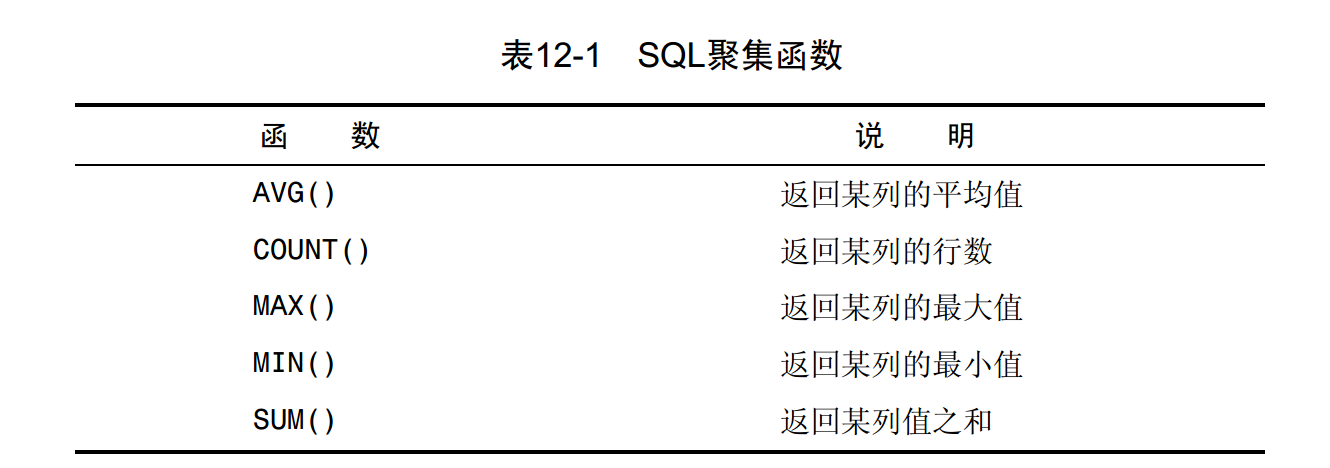 表12-1 SQL聚集函数
函 数 说 明
AVG() 返回某列的平均值
COUNT() 返回某列的行数
MAX() 返回某列的最大值
MIN() 返回某列的最小值
SUM() 返回某列值之和